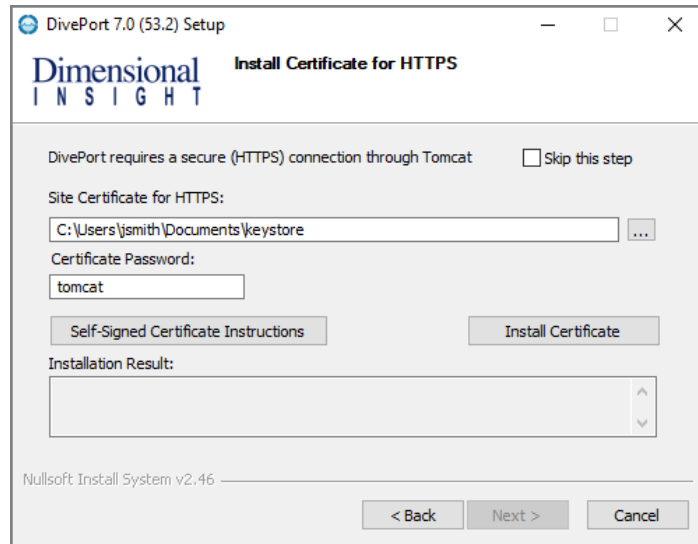 DivePort 7.0 (53.2) Setup
Dimensional
INSIGHT
Install Certificate for HTTPS
DivePort requires a secure (HTTPS) connection through Tomcat
Skip this step
Site Certificate for HTTPS:
C:\Users\jsmith\Documents\keystore
...
Certificate Password:
tomcat
Self-Signed Certificate Instructions
Install Certificate
Installation Result:
Nullsoft Install System v2.46
< Back
Next >
Cancel